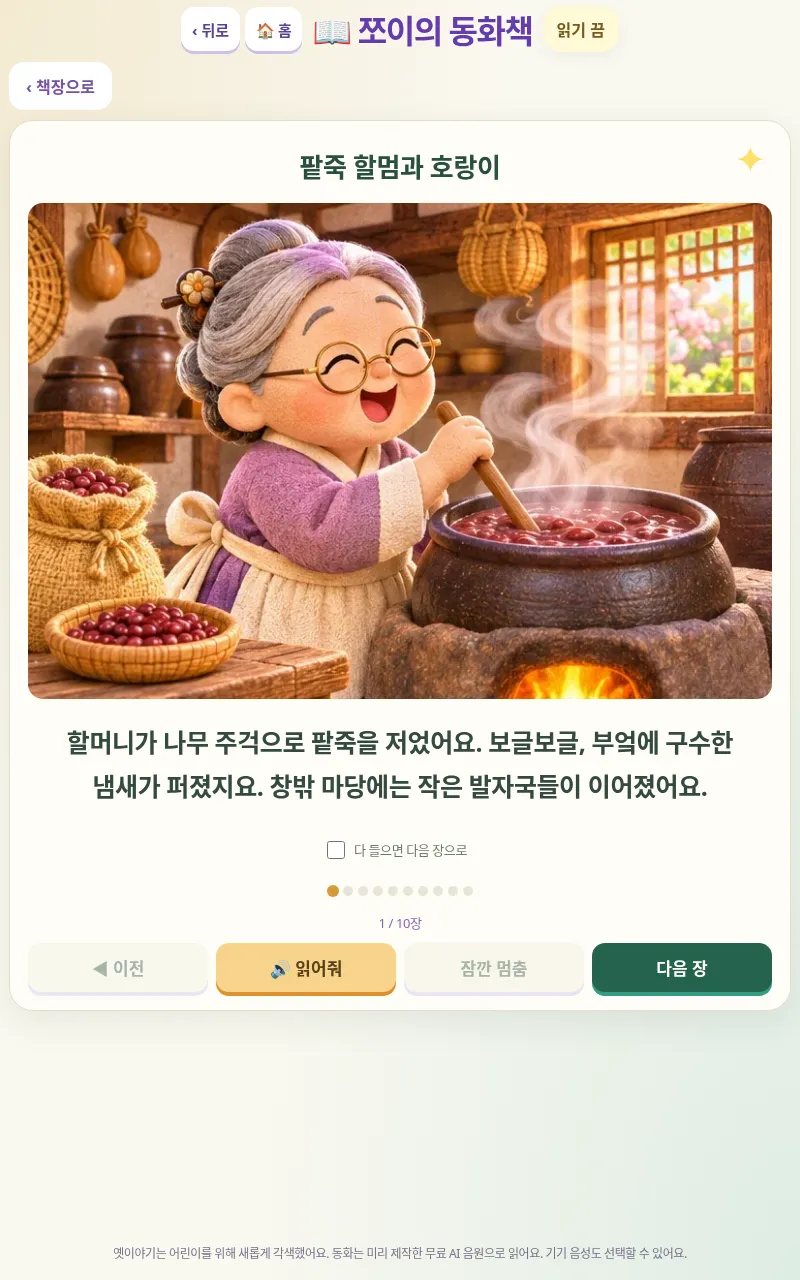 ‹ 뒤로
🏠 홈
📖 쪼이의 동화책
읽기 끝
‹ 책장으로
팥죽 할멈과 호랑이
할머니가 나무 주걱으로 팥죽을 저었어요. 보글보글, 부엌에 구수한
냄새가 퍼졌지요. 창밖 마당에는 작은 발자국들이 이어졌어요.
다 들으면 다음 장으로
1 / 10장
◀ 이전
🔊 읽어줘
잠깐 멈춤
다음 장
옛이야기는 어린이를 위해 새롭게 각색했어요. 동화는 미리 제작한 무료 AI 음원으로 읽어요. 기기 음성도 선택할 수 있어요.